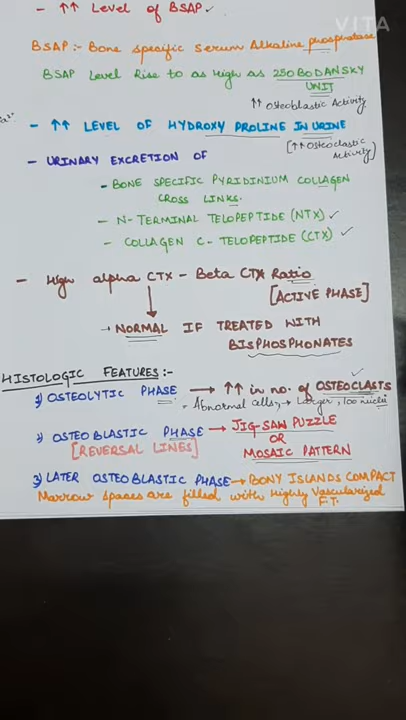 - ↑↑ Level of BSAP ✓
VITA
BSAP :- Bone specific Serum Alkaline phosphatase
BSAP Level Rise to as High as 250 BODANSKY
UNIT
↑↑ Osteoblastic Activity
- ↑↑ LEVEL OF HYDROXY PROLINE IN URINE
[↑↑ Osteoclastic
Activity]
- URINARY EXCRETION OF
- BONE SPECIFIC PYRIDINIUM COLLAGEN
CROSS LINKS.
- N-TERMINAL TELOPEPTIDE (NTX) ✓
- COLLAGEN C-TELOPEPTIDE (CTX) ✓
- High alpha CTX - Beta CTX Ratio
[ACTIVE PHASE]
→ NORMAL IF TREATED WITH
BISPHOSPHONATES
HISTOLOGIC FEATURES :-
1) OSTEOLYTIC PHASE → ↑↑ in no. of OSTEOCLASTS
- Abnormal cells, → Larger, 100 nuclei
2) OSTEOBLASTIC PHASE → JIG-SAW PUZZLE
[REVERSAL LINES] OR
MOSAIC PATTERN
3) LATER OSTEOBLASTIC PHASE → BONY ISLANDS COMPACT
Marrow spaces are filled with Highly Vascularized
F.T.